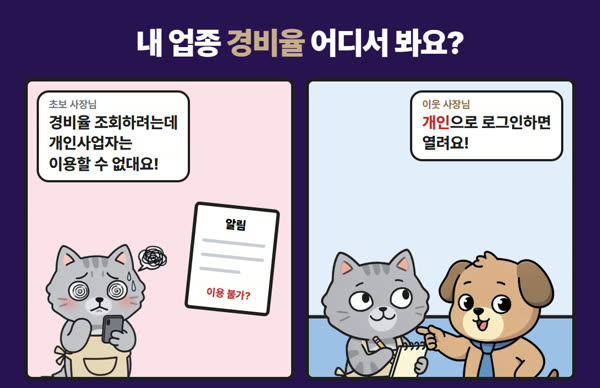 내 업종 경비율 어디서 봐요?
초보 사장님
경비율 조회하려는데
개인사업자는
이용할 수 없대요!
알림
이용 불가?
이웃 사장님
개인으로 로그인하면
열려요!